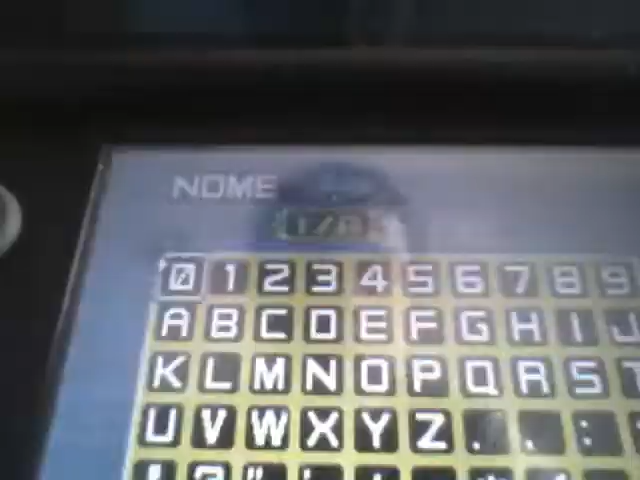 NOME
0 1 2 3 4 5 6 7 8 9
A B C D E F G H I J
K L M N O P Q R S T
U V W X Y Z . . :